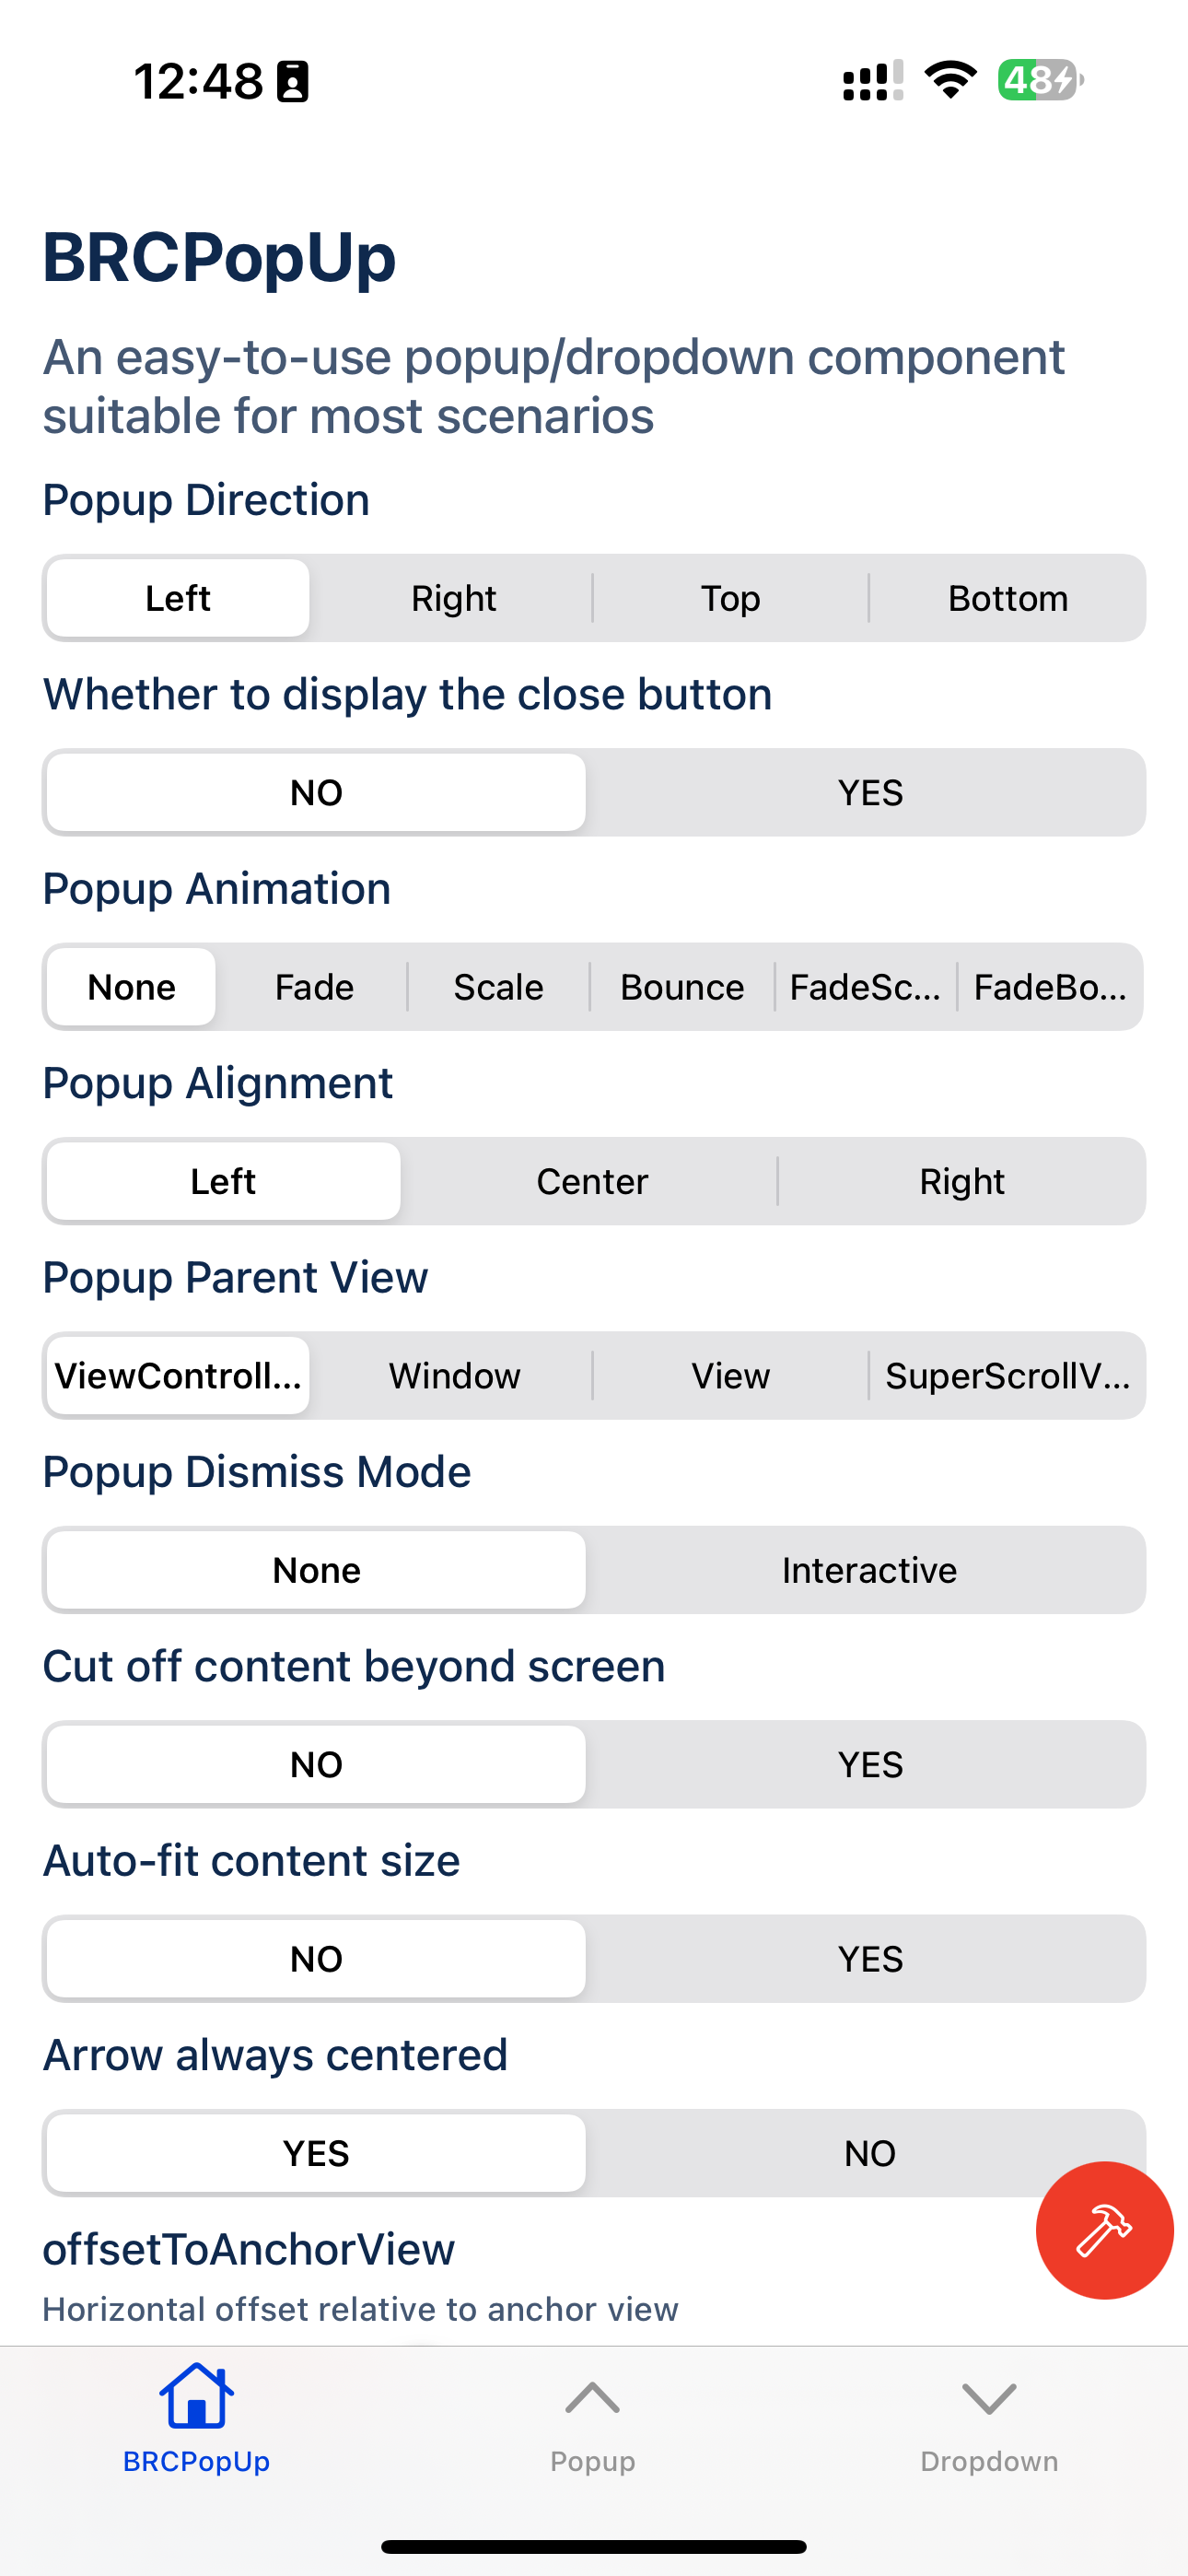 12:48
48
BRCPopUp
An easy-to-use popup/dropdown component
suitable for most scenarios
Popup Direction
Left Right Top Bottom
Whether to display the close button
NO YES
Popup Animation
None Fade Scale Bounce FadeSc... FadeBo...
Popup Alignment
Left Center Right
Popup Parent View
ViewControll... Window View SuperScrollV...
Popup Dismiss Mode
None Interactive
Cut off content beyond screen
NO YES
Auto-fit content size
NO YES
Arrow always centered
YES NO
offsetToAnchorView
Horizontal offset relative to anchor view
BRCPopUp Popup Dropdown